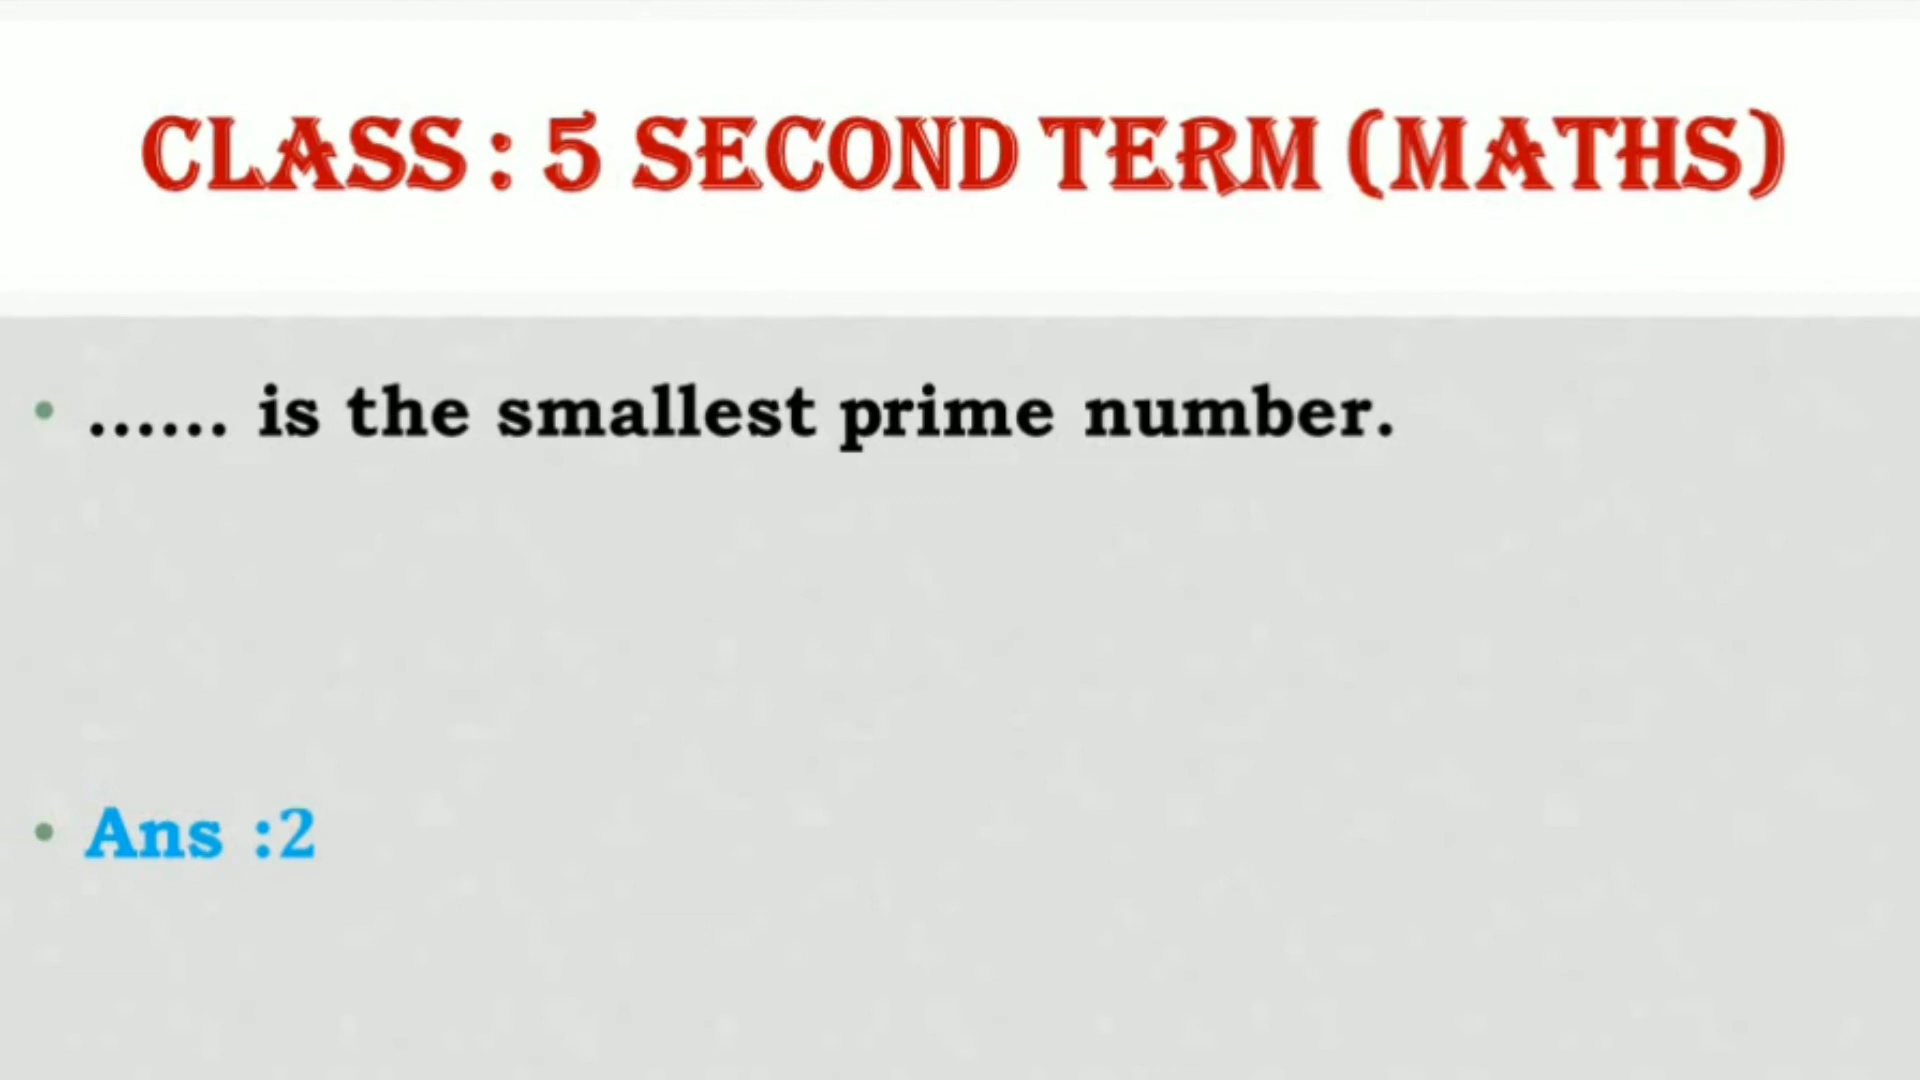 CLASS : 5 SECOND TERM (MATHS)
• ...... is the smallest prime number.
• Ans :2